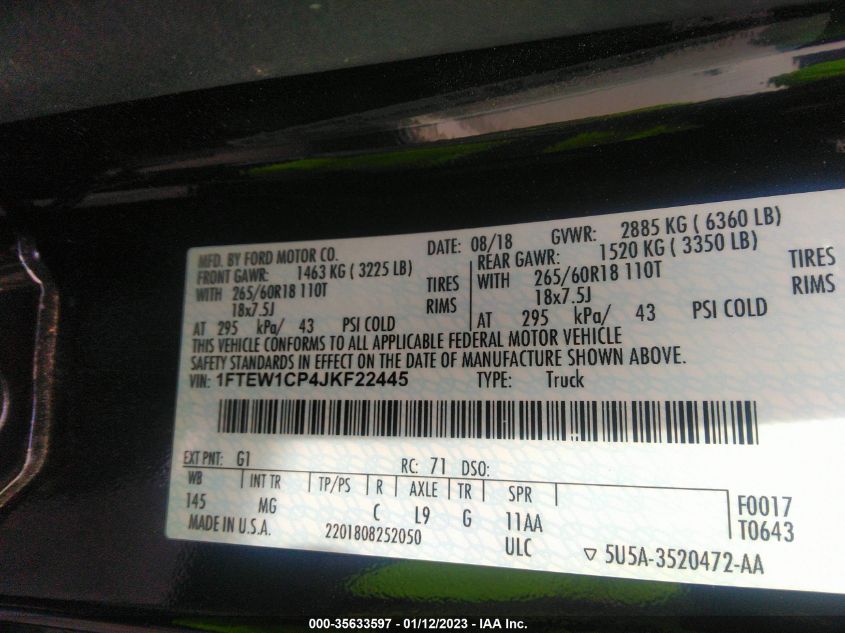 MFD. BY FORD MOTOR CO. DATE: 08/18 GVWR: 2885 KG ( 6360 LB)
FRONT GAWR: 1463 KG ( 3225 LB) REAR GAWR: 1520 KG ( 3350 LB)
WITH 265/60R18 110T TIRES WITH 265/60R18 110T TIRES
18x7.5J RIMS 18x7.5J RIMS
AT 295 kPa/ 43 PSI COLD AT 295 kPa/ 43 PSI COLD
THIS VEHICLE CONFORMS TO ALL APPLICABLE FEDERAL MOTOR VEHICLE
SAFETY STANDARDS IN EFFECT ON THE DATE OF MANUFACTURE SHOWN ABOVE.
VIN: 1FTEW1CP4JKF22445 TYPE: Truck
EXT PNT: G1 RC: 71 DSO:
WB INT TR TP/PS R AXLE TR SPR F0017
145 MG C L9 G 11AA T0643
MADE IN U.S.A. 2201808252050 ULC ▽ 5U5A-3520472-AA
000-35633597 - 01/12/2023 - IAA Inc.